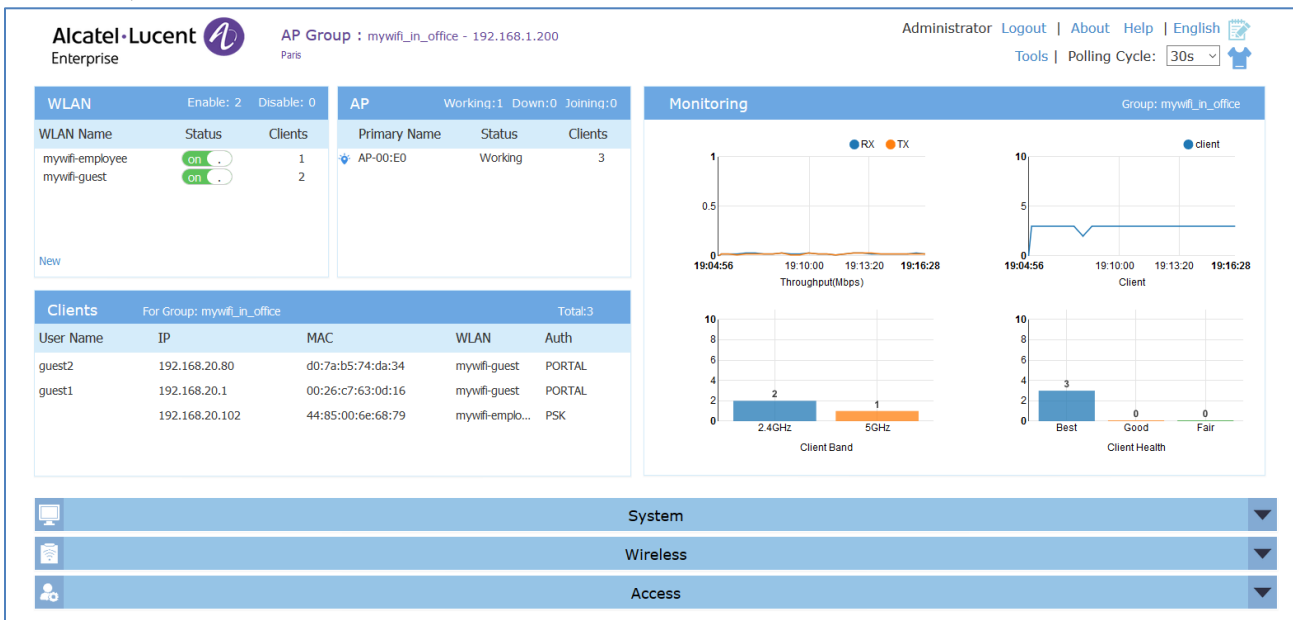 Alcatel·Lucent
Enterprise
AP Group : mywifi_in_office - 192.168.1.200
Paris
Administrator Logout | About Help | English
Tools | Polling Cycle: 30s
WLAN Enable: 2 Disable: 0
WLAN Name Status Clients
mywifi-employee on . 1
mywifi-guest on . 2
New
AP Working:1 Down:0 Joining:0
Primary Name Status Clients
AP-00:E0 Working 3
Clients For Group: mywifi_in_office Total:3
User Name IP MAC WLAN Auth
guest2 192.168.20.80 d0:7a:b5:74:da:34 mywifi-guest PORTAL
guest1 192.168.20.1 00:26:c7:63:0d:16 mywifi-guest PORTAL
192.168.20.102 44:85:00:6e:68:79 mywifi-emplo... PSK
Monitoring Group: mywifi_in_office
RX TX
1
0.5
0
19:04:56 19:10:00 19:13:20 19:16:28
Throughput(Mbps)
client
10
5
0
19:04:56 19:10:00 19:13:20 19:16:28
Client
10
8
6
4
2
0
2
1
2.4GHz 5GHz
Client Band
10
8
6
4
2
0
3
0
0
Best Good Fair
Client Health
System
Wireless
Access